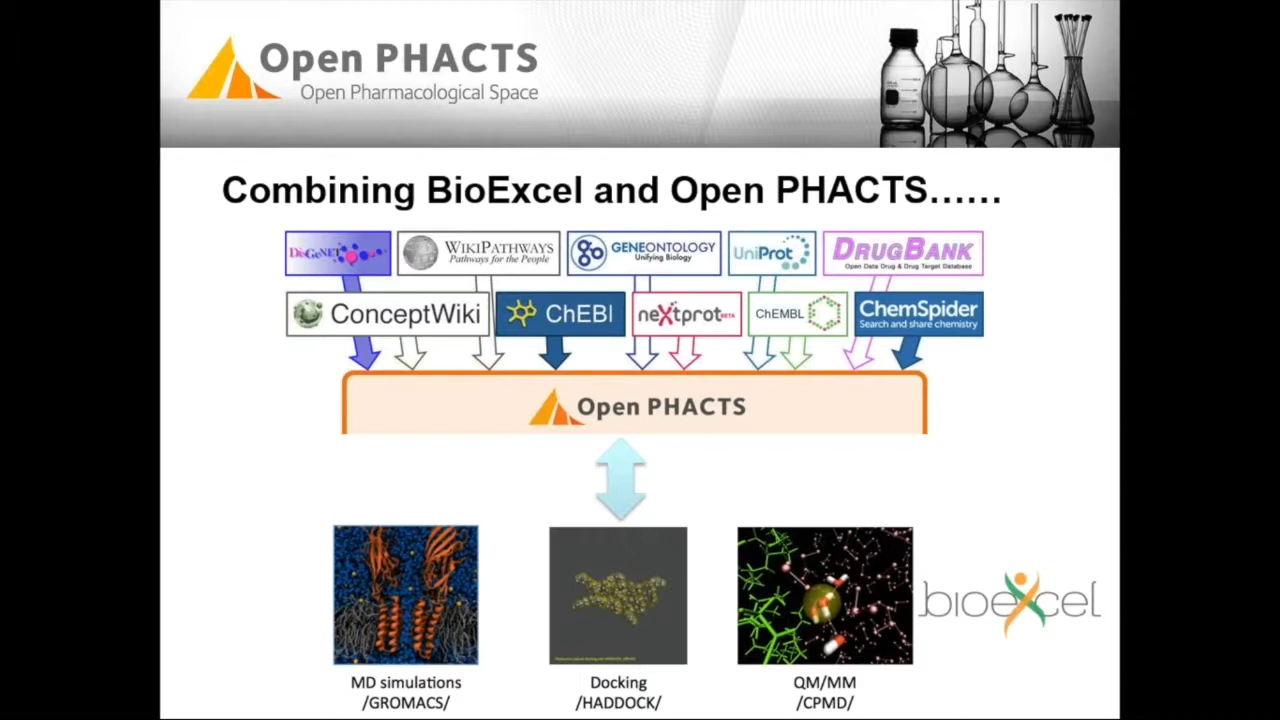 Open PHACTS
Open Pharmacological Space
Combining BioExcel and Open PHACTS......
DisGeNET
WIKIPATHWAYS
Pathways for the People
GENEONTOLOGY
Unifying Biology
UniProt
DRUGBANK
Open Data Drug & Drug Target Database
ConceptWiki
ChEBI
neXtprot BETA
ChEMBL
ChemSpider
Search and share chemistry
Open PHACTS
bioexcel
MD simulations
/GROMACS/
Docking
/HADDOCK/
QM/MM
/CPMD/